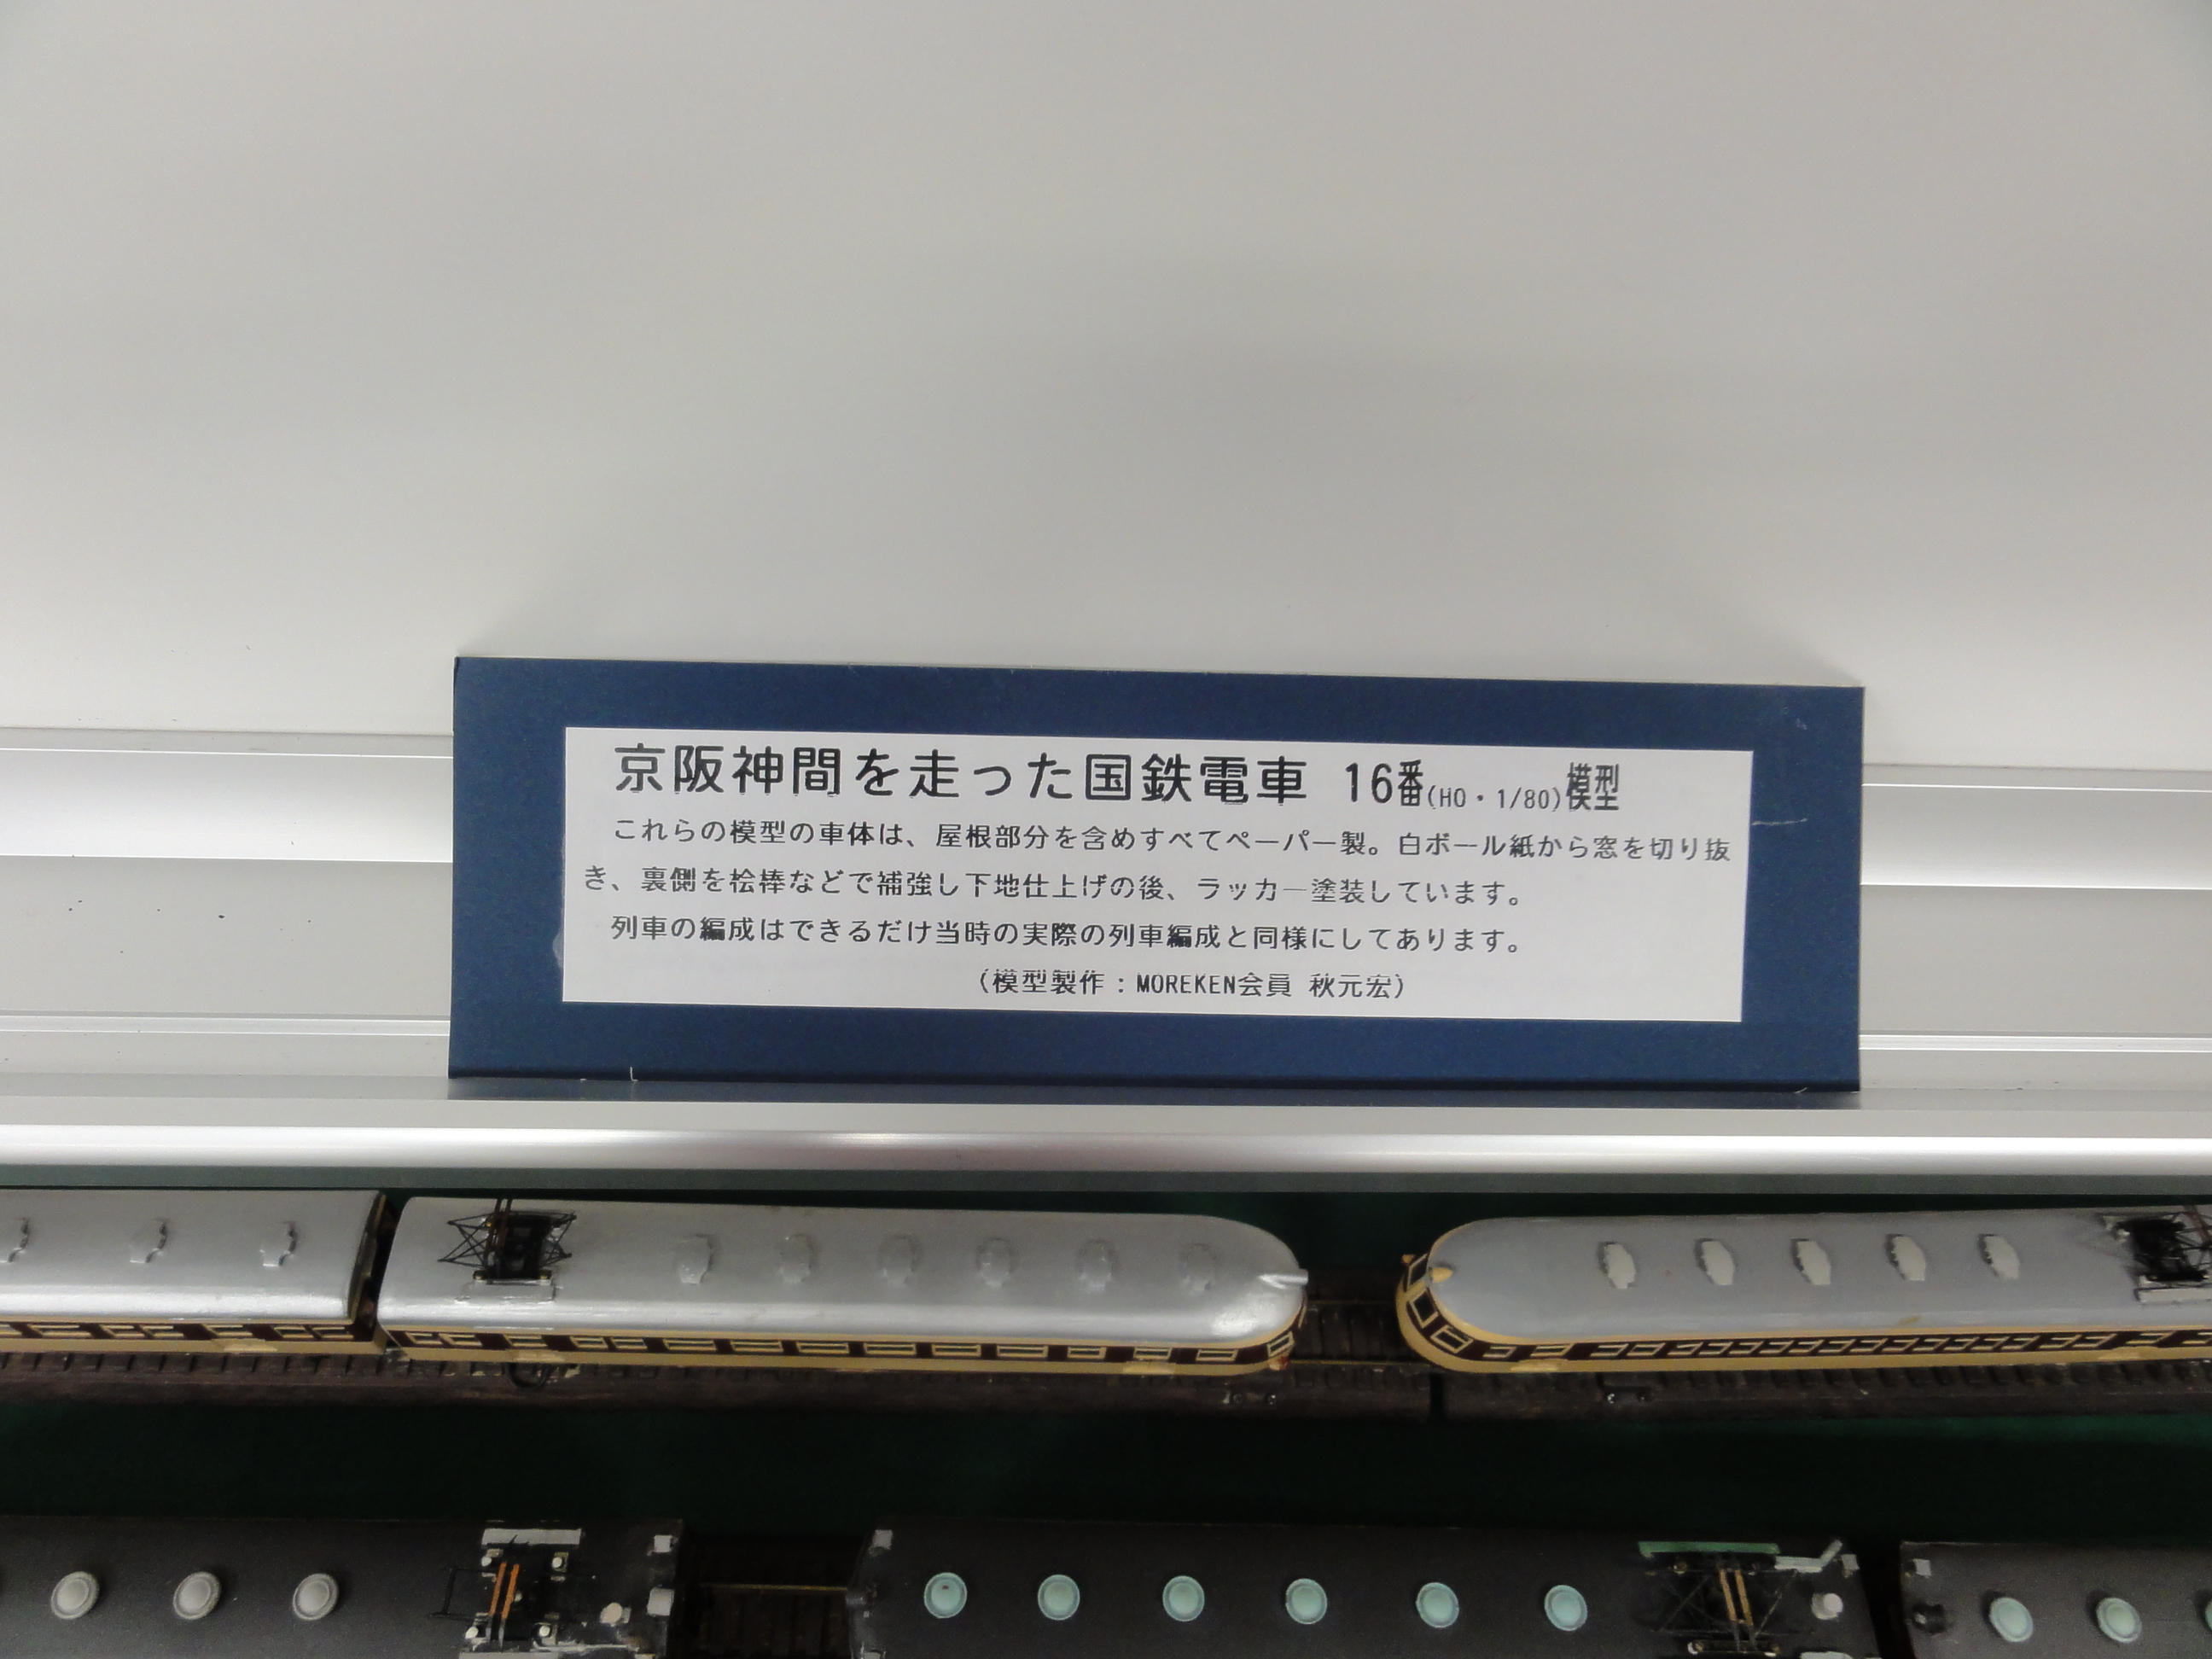 京阪神間を走った国鉄電車 16番(HO・1/80)模型
これらの模型の車体は、屋根部分を含めすべてペーパー製。白ボール紙から窓を切り抜
き、裏側を桧棒などで補強し下地仕上げの後、ラッカー塗装しています。
列車の編成はできるだけ当時の実際の列車編成と同様にしてあります。
(模型製作:MOREKEN会員 秋元宏)